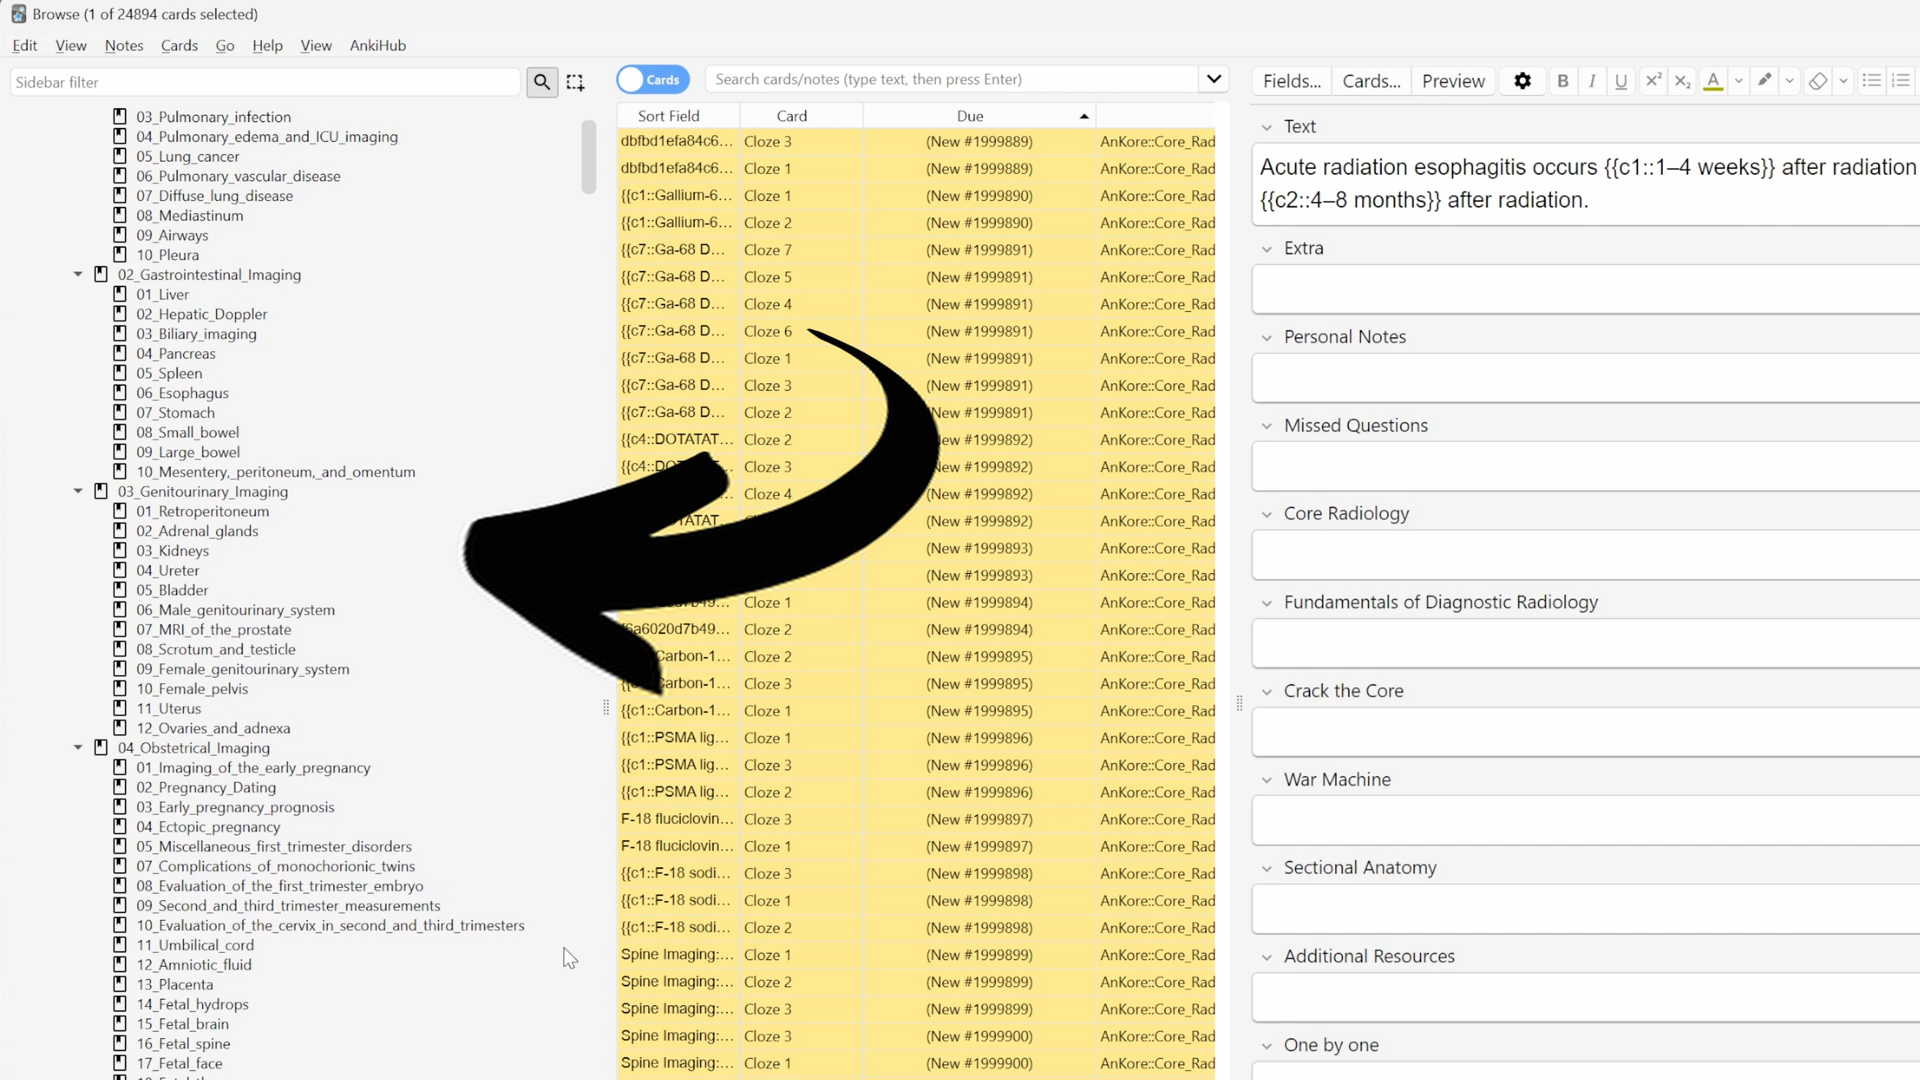 Browse (1 of 24894 cards selected)
Edit View Notes Cards Go Help View AnkiHub
Sidebar filter
03_Pulmonary_infection
04_Pulmonary_edema_and_ICU_imaging
05_Lung_cancer
06_Pulmonary_vascular_disease
07_Diffuse_lung_disease
08_Mediastinum
09_Airways
10_Pleura
02_Gastrointestinal_Imaging
01_Liver
02_Hepatic_Doppler
03_Biliary_imaging
04_Pancreas
05_Spleen
06_Esophagus
07_Stomach
08_Small_bowel
09_Large_bowel
10_Mesentery,_peritoneum,_and_omentum
03_Genitourinary_Imaging
01_Retroperitoneum
02_Adrenal_glands
03_Kidneys
04_Ureter
05_Bladder
06_Male_genitourinary_system
07_MRI_of_the_prostate
08_Scrotum_and_testicle
09_Female_genitourinary_system
10_Female_pelvis
11_Uterus
12_Ovaries_and_adnexa
04_Obstetrical_Imaging
01_Imaging_of_the_early_pregnancy
02_Pregnancy_Dating
03_Early_pregnancy_prognosis
04_Ectopic_pregnancy
05_Miscellaneous_first_trimester_disorders
07_Complications_of_monochorionic_twins
08_Evaluation_of_the_first_trimester_embryo
09_Second_and_third_trimester_measurements
10_Evaluation_of_the_cervix_in_second_and_third_trimesters
11_Umbilical_cord
12_Amniotic_fluid
13_Placenta
14_Fetal_hydrops
15_Fetal_brain
16_Fetal_spine
17_Fetal_face
Cards Search cards/notes (type text, then press Enter)
Sort Field Card Due
dbfbd1efa84c6... Cloze 3 (New #1999889) AnKore::Core_Rad
dbfbd1efa84c6... Cloze 1 (New #1999889) AnKore::Core_Rad
{{c1::Gallium-6... Cloze 1 (New #1999890) AnKore::Core_Rad
{{c1::Gallium-6... Cloze 2 (New #1999890) AnKore::Core_Rad
{{c7::Ga-68 D... Cloze 7 (New #1999891) AnKore::Core_Rad
{{c7::Ga-68 D... Cloze 5 (New #1999891) AnKore::Core_Rad
{{c7::Ga-68 D... Cloze 4 (New #1999891) AnKore::Core_Rad
{{c7::Ga-68 D... Cloze 6 (New #1999891) AnKore::Core_Rad
{{c7::Ga-68 D... Cloze 1 (New #1999891) AnKore::Core_Rad
{{c7::Ga-68 D... Cloze 3 (New #1999891) AnKore::Core_Rad
{{c7::Ga-68 D... Cloze 2 (New #1999891) AnKore::Core_Rad
{{c4::DOTATAT... Cloze 2 (New #1999892) AnKore::Core_Rad
{{c4:: Cloze 3 (New #1999892) AnKore::Core_Rad
Cloze 4 (New #1999892) AnKore::Core_Rad
(New #1999892) AnKore::Core_Rad
(New #1999893) AnKore::Core_Rad
(New #1999893) AnKore::Core_Rad
Cloze 1 (New #1999894) AnKore::Core_Rad
6a6020d7b49... Cloze 2 (New #1999894) AnKore::Core_Rad
Carbon-1... Cloze 2 (New #1999895) AnKore::Core_Rad
Carbon-1... Cloze 3 (New #1999895) AnKore::Core_Rad
{{c1::Carbon-1... Cloze 1 (New #1999895) AnKore::Core_Rad
{{c1::PSMA lig... Cloze 1 (New #1999896) AnKore::Core_Rad
{{c1::PSMA lig... Cloze 3 (New #1999896) AnKore::Core_Rad
{{c1::PSMA lig... Cloze 2 (New #1999896) AnKore::Core_Rad
F-18 fluciclovin... Cloze 3 (New #1999897) AnKore::Core_Rad
F-18 fluciclovin... Cloze 1 (New #1999897) AnKore::Core_Rad
{{c1::F-18 sodi... Cloze 3 (New #1999898) AnKore::Core_Rad
{{c1::F-18 sodi... Cloze 1 (New #1999898) AnKore::Core_Rad
{{c1::F-18 sodi... Cloze 2 (New #1999898) AnKore::Core_Rad
Spine Imaging:... Cloze 1 (New #1999899) AnKore::Core_Rad
Spine Imaging:... Cloze 2 (New #1999899) AnKore::Core_Rad
Spine Imaging:... Cloze 3 (New #1999899) AnKore::Core_Rad
Spine Imaging:... Cloze 3 (New #1999900) AnKore::Core_Rad
Spine Imaging:... Cloze 1 (New #1999900) AnKore::Core_Rad
Fields... Cards... Preview B I U X² X₂ A
Text
Acute radiation esophagitis occurs {{c1::1–4 weeks}} after radiation
{{c2::4–8 months}} after radiation.
Extra
Personal Notes
Missed Questions
Core Radiology
Fundamentals of Diagnostic Radiology
Crack the Core
War Machine
Sectional Anatomy
Additional Resources
One by one